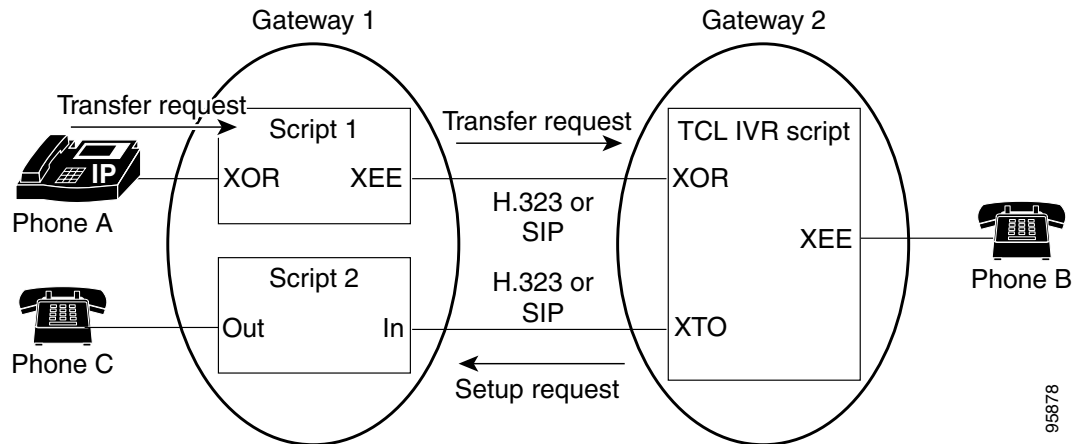 Gateway 1
Gateway 2
Transfer request
Script 1
Transfer request
TCL IVR script
IP
XOR
XEE
XOR
Phone A
H.323 or
SIP
XEE
Phone B
Script 2
H.323 or
SIP
Out
In
XTO
Phone C
Setup request
95878